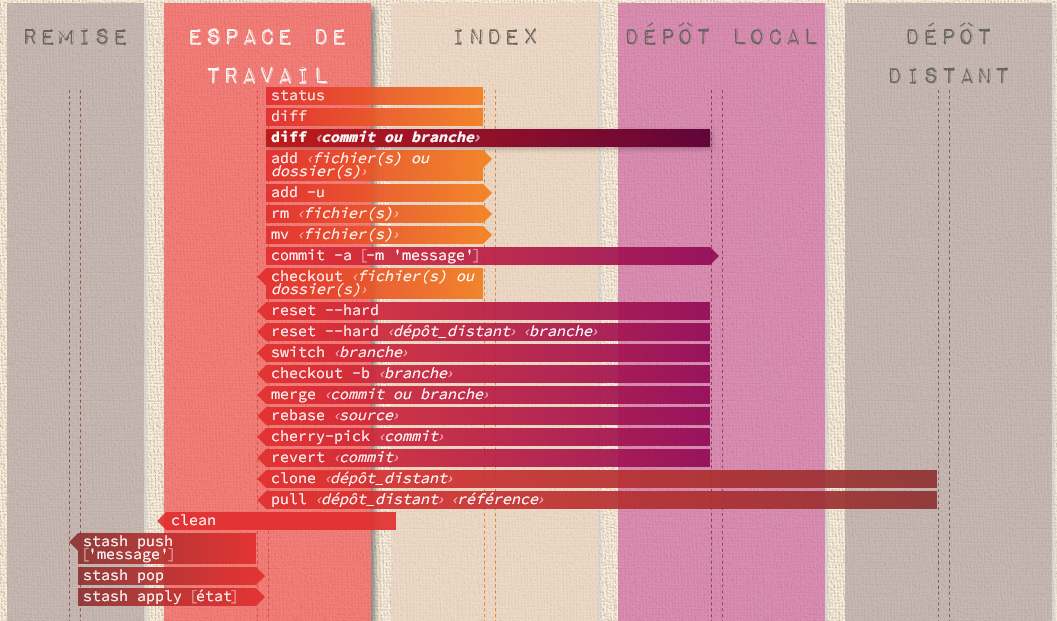 REMISE
ESPACE DE
TRAVAIL
INDEX
DÉPÔT LOCAL
DÉPÔT
DISTANT
status
diff
diff ‹commit ou branche›
add ‹fichier(s) ou
dossier(s)›
add -u
rm ‹fichier(s)›
mv ‹fichier(s)›
commit -a [-m 'message']
checkout ‹fichier(s) ou
dossier(s)›
reset --hard
reset --hard ‹dépôt_distant› ‹branche›
switch ‹branche›
checkout -b ‹branche›
merge ‹commit ou branche›
rebase ‹source›
cherry-pick ‹commit›
revert ‹commit›
clone ‹dépôt_distant›
pull ‹dépôt_distant› ‹référence›
clean
stash push
['message']
stash pop
stash apply [état]